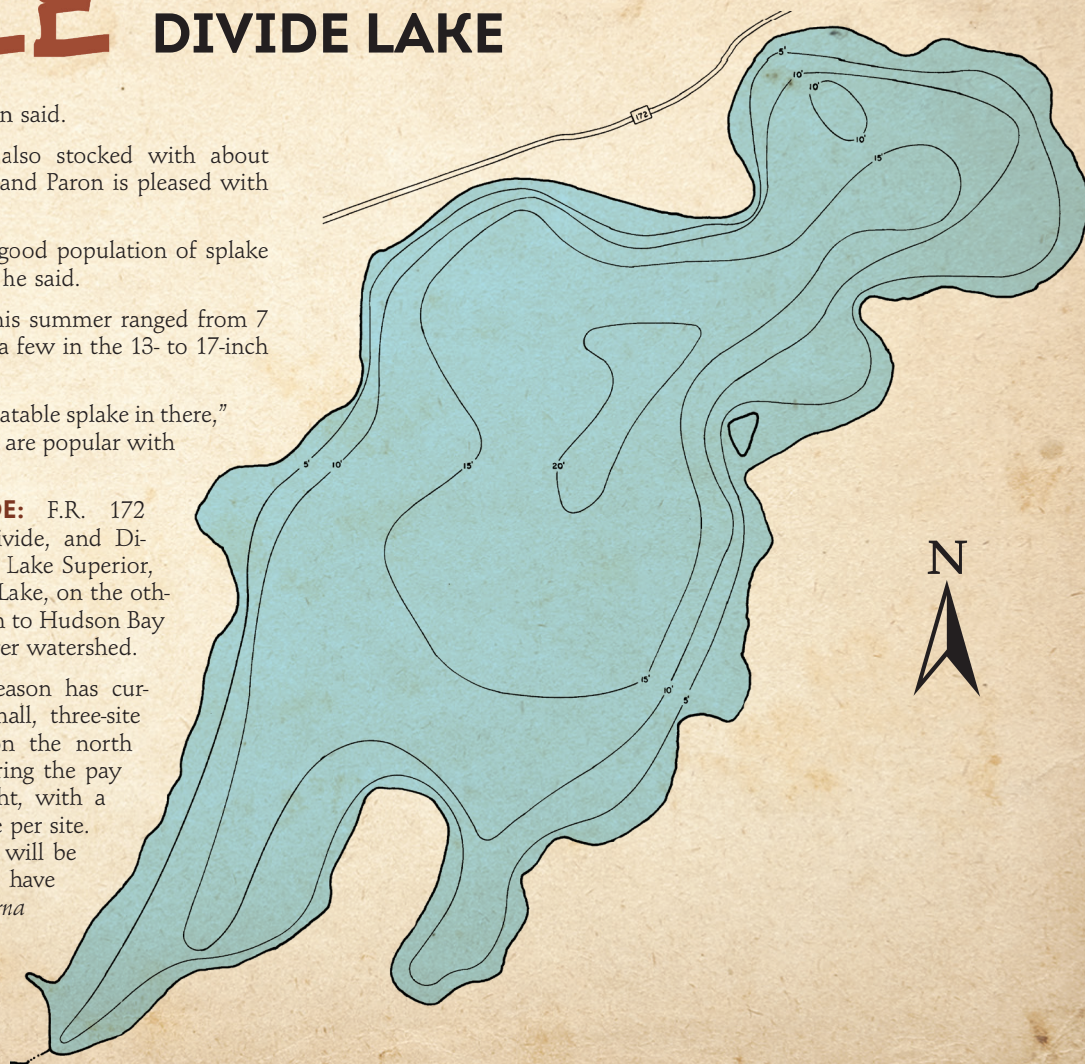 DIVIDE LAKE
n said.
also stocked with about
and Paron is pleased with
good population of splake
he said.
his summer ranged from 7
a few in the 13- to 17-inch
atable splake in there,”
are popular with
DE: F.R. 172
ivide, and Di-
Lake Superior,
Lake, on the oth-
n to Hudson Bay
er watershed.
eason has cur-
mall, three-site
on the north
ring the pay
ht, with a
e per site.
will be
have
rna
172
5'
10'
10'
10'
15'
5'
10'
15'
20'
15'
10'
5'
N